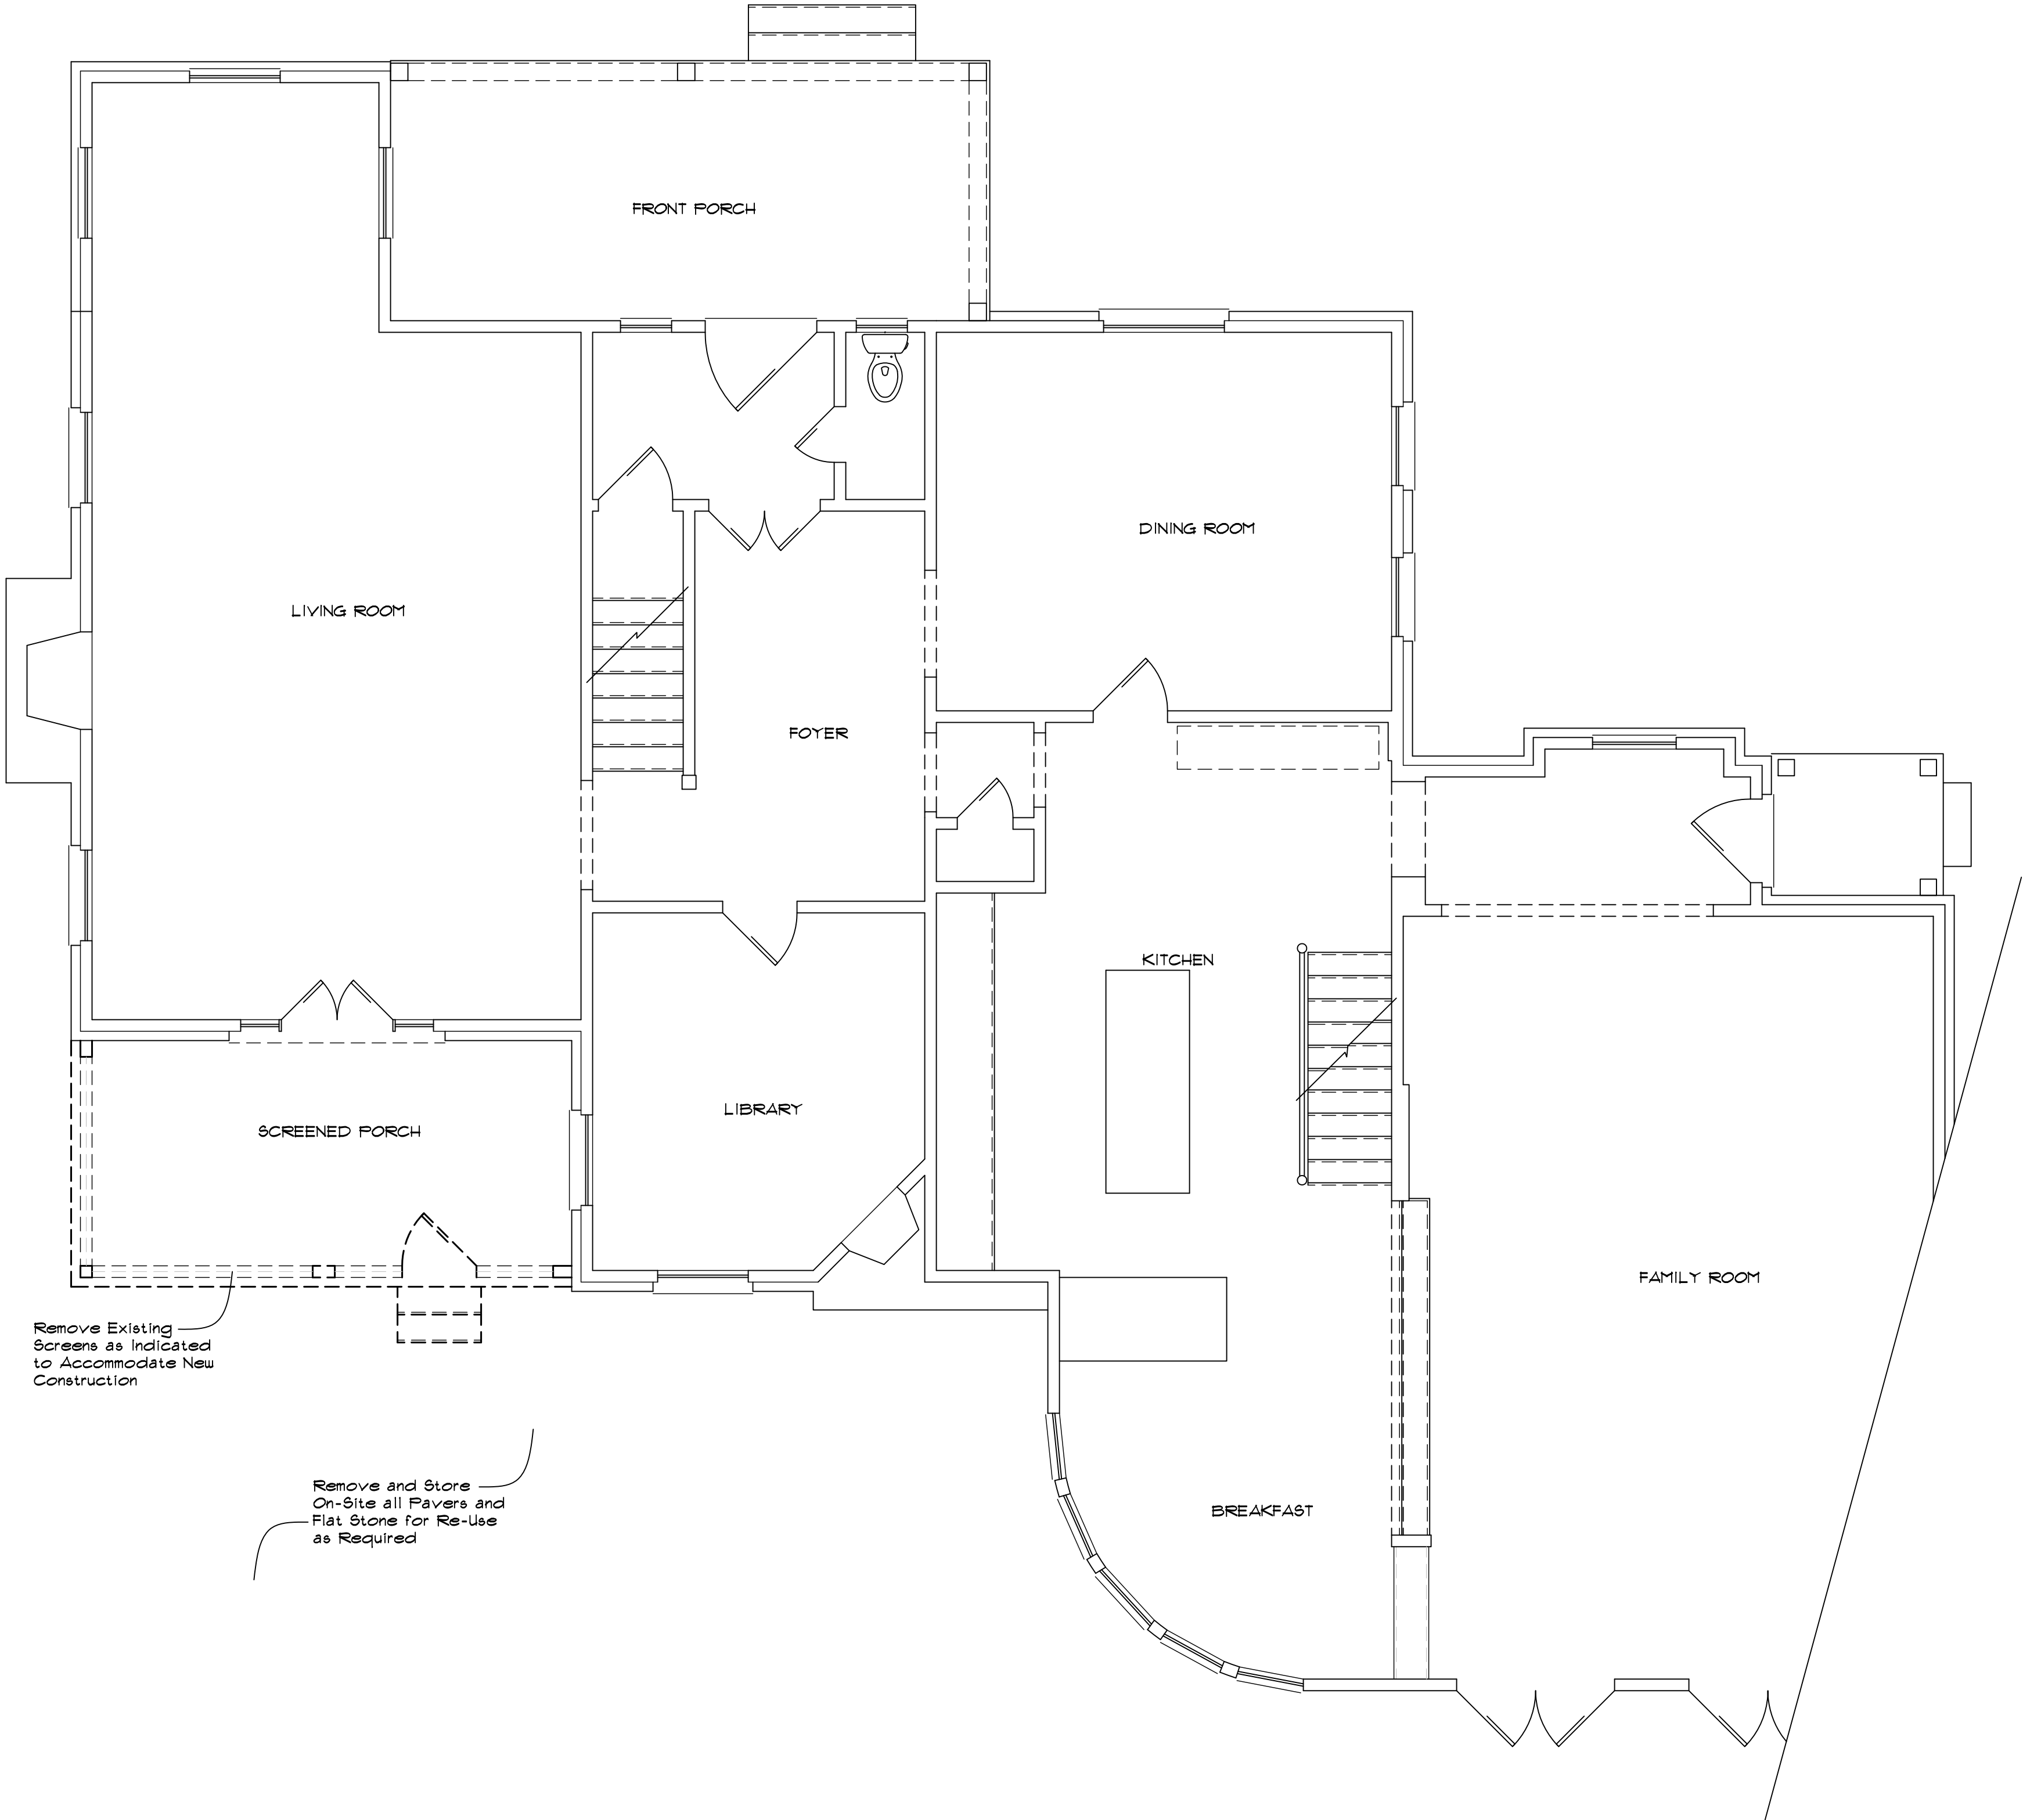 FRONT PORCH
DINING ROOM
LIVING ROOM
FOYER
KITCHEN
LIBRARY
SCREENED PORCH
FAMILY ROOM
Remove Existing
Screens as Indicated
to Accommodate New
Construction
Remove and Store
On-Site all Pavers and
Flat Stone for Re-Use
as Required
BREAKFAST